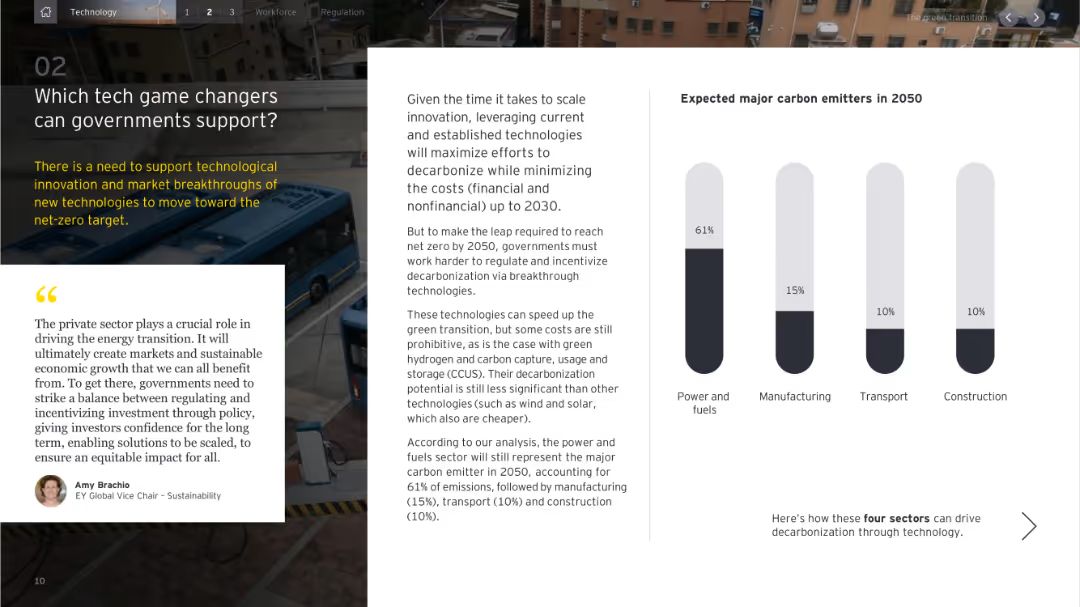 Technology
1 2 3
Workforce
Regulation
The green transition
02
Which tech game changers
can governments support?
There is a need to support technological
innovation and market breakthroughs of
new technologies to move toward the
net-zero target.
“
The private sector plays a crucial role in
driving the energy transition. It will
ultimately create markets and sustainable
economic growth that we can all benefit
from. To get there, governments need to
strike a balance between regulating and
incentivizing investment through policy,
giving investors confidence for the long
term, enabling solutions to be scaled, to
ensure an equitable impact for all.
Amy Brachio
EY Global Vice Chair – Sustainability
10
Given the time it takes to scale
innovation, leveraging current
and established technologies
will maximize efforts to
decarbonize while minimizing
the costs (financial and
nonfinancial) up to 2030.
But to make the leap required to reach
net zero by 2050, governments must
work harder to regulate and incentivize
decarbonization via breakthrough
technologies.
These technologies can speed up the
green transition, but some costs are still
prohibitive, as is the case with green
hydrogen and carbon capture, usage and
storage (CCUS). Their decarbonization
potential is still less significant than other
technologies (such as wind and solar,
which also are cheaper).
According to our analysis, the power and
fuels sector will still represent the major
carbon emitter in 2050, accounting for
61% of emissions, followed by manufacturing
(15%), transport (10%) and construction
(10%).
Expected major carbon emitters in 2050
61%
15%
10%
10%
Power and
fuels
Manufacturing
Transport
Construction
Here's how these four sectors can drive
decarbonization through technology.